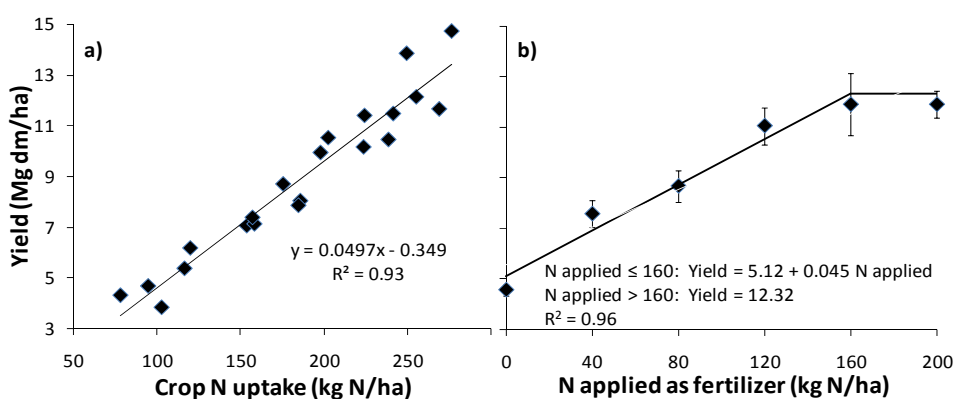 a)
Yield (Mg dm/ha)
15
13
11
9
7
5
3
y = 0.0497x - 0.349
R² = 0.93
50
100
150
200
250
Crop N uptake (kg N/ha)
b)
N applied ≤ 160: Yield = 5.12 + 0.045 N applied
N applied > 160: Yield = 12.32
R² = 0.96
0
40
80
120
160
200
N applied as fertilizer (kg N/ha)